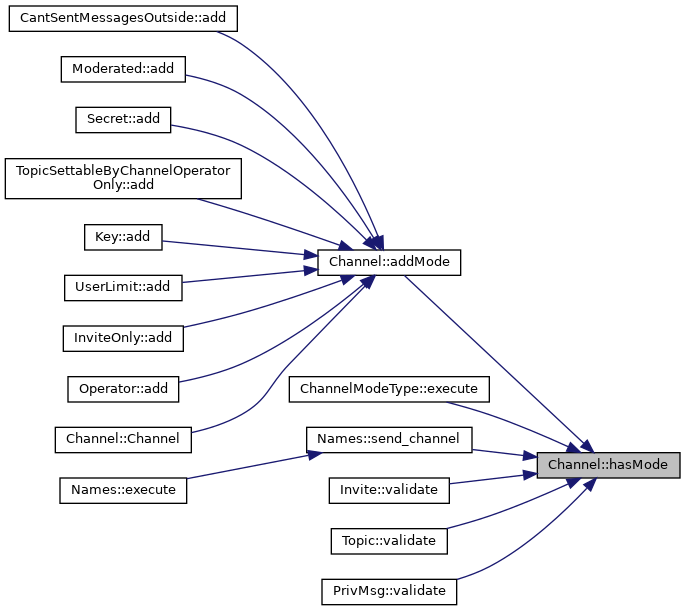 CantSentMessagesOutside::add
Moderated::add
Secret::add
TopicSettableByChannelOperator
Only::add
Key::add
Channel::addMode
UserLimit::add
InviteOnly::add
Operator::add
ChannelModeType::execute
Channel::Channel
Names::send_channel
Channel::hasMode
Names::execute
Invite::validate
Topic::validate
PrivMsg::validate